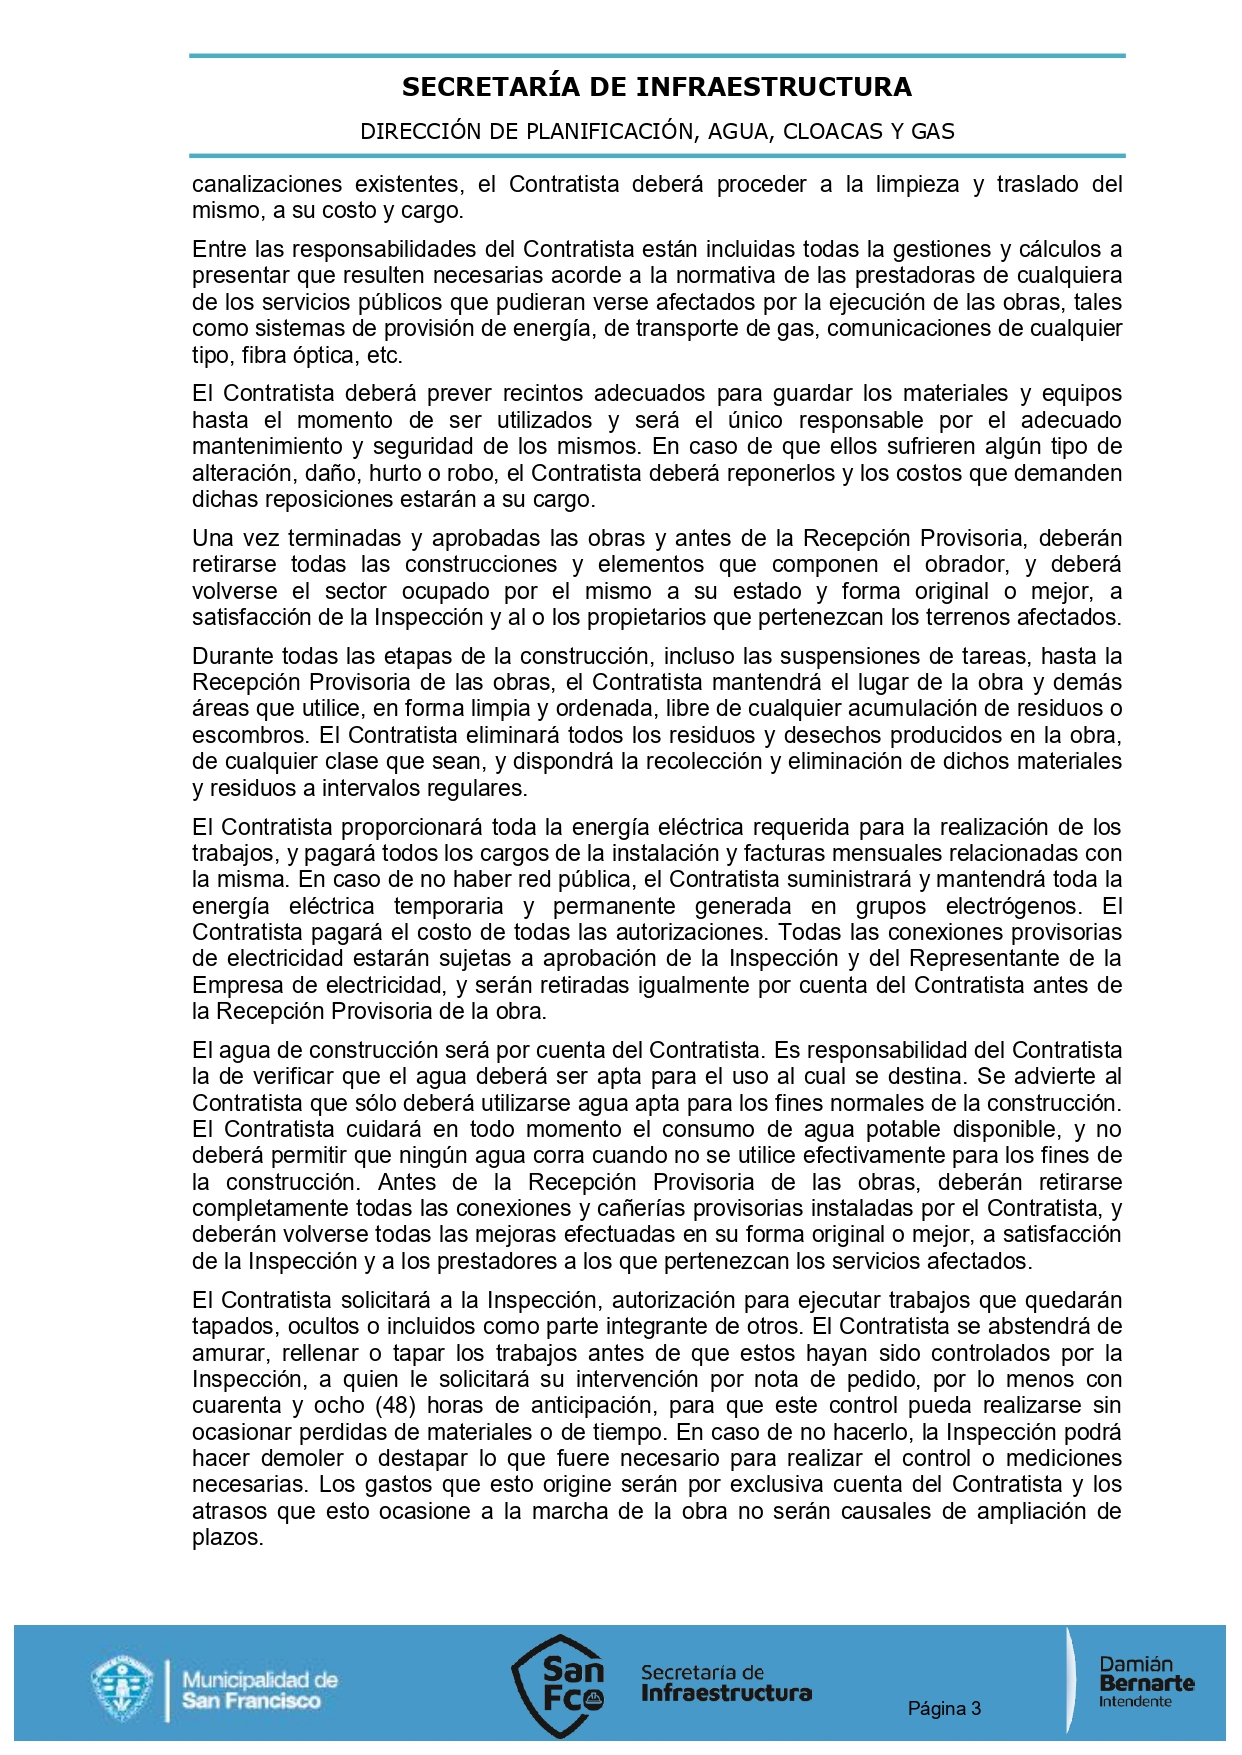 SECRETARÍA DE INFRAESTRUCTURA
DIRECCIÓN DE PLANIFICACIÓN, AGUA, CLOACAS Y GAS
canalizaciones existentes, el Contratista deberá proceder a la limpieza y traslado del
mismo, a su costo y cargo.
Entre las responsabilidades del Contratista están incluidas todas la gestiones y cálculos a
presentar que resulten necesarias acorde a la normativa de las prestadoras de cualquiera
de los servicios públicos que pudieran verse afectados por la ejecución de las obras, tales
como sistemas de provisión de energía, de transporte de gas, comunicaciones de cualquier
tipo, fibra óptica, etc.
El Contratista deberá prever recintos adecuados para guardar los materiales y equipos
hasta el momento de ser utilizados y será el único responsable por el adecuado
mantenimiento y seguridad de los mismos. En caso de que ellos sufrieren algún tipo de
alteración, daño, hurto o robo, el Contratista deberá reponerlos y los costos que demanden
dichas reposiciones estarán a su cargo.
Una vez terminadas y aprobadas las obras y antes de la Recepción Provisoria, deberán
retirarse todas las construcciones y elementos que componen el obrador, y deberá
volverse el sector ocupado por el mismo a su estado y forma original o mejor, a
satisfacción de la Inspección y al o los propietarios que pertenezcan los terrenos afectados.
Durante todas las etapas de la construcción, incluso las suspensiones de tareas, hasta la
Recepción Provisoria de las obras, el Contratista mantendrá el lugar de la obra y demás
áreas que utilice, en forma limpia y ordenada, libre de cualquier acumulación de residuos o
escombros. El Contratista eliminará todos los residuos y desechos producidos en la obra,
de cualquier clase que sean, y dispondrá la recolección y eliminación de dichos materiales
y residuos a intervalos regulares.
El Contratista proporcionará toda la energía eléctrica requerida para la realización de los
trabajos, y pagará todos los cargos de la instalación y facturas mensuales relacionadas con
la misma. En caso de no haber red pública, el Contratista suministrará y mantendrá toda la
energía eléctrica temporaria y permanente generada en grupos electrógenos. El
Contratista pagará el costo de todas las autorizaciones. Todas las conexiones provisorias
de electricidad estarán sujetas a aprobación de la Inspección y del Representante de la
Empresa de electricidad, y serán retiradas igualmente por cuenta del Contratista antes de
la Recepción Provisoria de la obra.
El agua de construcción será por cuenta del Contratista. Es responsabilidad del Contratista
la de verificar que el agua deberá ser apta para el uso al cual se destina. Se advierte al
Contratista que sólo deberá utilizarse agua apta para los fines normales de la construcción.
El Contratista cuidará en todo momento el consumo de agua potable disponible, y no
deberá permitir que ningún agua corra cuando no se utilice efectivamente para los fines de
la construcción. Antes de la Recepción Provisoria de las obras, deberán retirarse
completamente todas las conexiones y cañerías provisorias instaladas por el Contratista, y
deberán volverse todas las mejoras efectuadas en su forma original o mejor, a satisfacción
de la Inspección y a los prestadores a los que pertenezcan los servicios afectados.
El Contratista solicitará a la Inspección, autorización para ejecutar trabajos que quedarán
tapados, ocultos o incluidos como parte integrante de otros. El Contratista se abstendrá de
amurar, rellenar o tapar los trabajos antes de que estos hayan sido controlados por la
Inspección, a quien le solicitará su intervención por nota de pedido, por lo menos con
cuarenta y ocho (48) horas de anticipación, para que este control pueda realizarse sin
ocasionar perdidas de materiales o de tiempo. En caso de no hacerlo, la Inspección podrá
hacer demoler o destapar lo que fuere necesario para realizar el control o mediciones
necesarias. Los gastos que esto origine serán por exclusiva cuenta del Contratista y los
atrasos que esto ocasione a la marcha de la obra no serán causales de ampliación de
plazos.
Municipalidad de
San Francisco
San
Fco
Secretaría de
Infraestructura
Página 3
Damián
Bernarte
Intendente